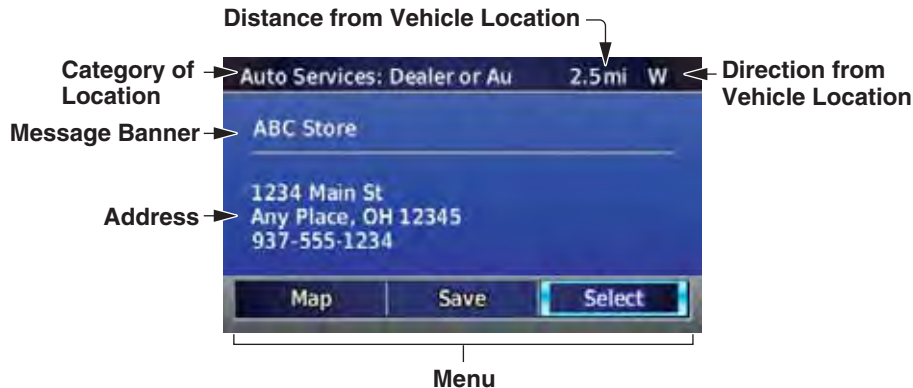 Distance from Vehicle Location
Category of
Location
Auto Services: Dealer or Au 2.5mi W
Direction from
Vehicle Location
Message Banner
ABC Store
Address
1234 Main St
Any Place, OH 12345
937-555-1234
Map Save Select
Menu